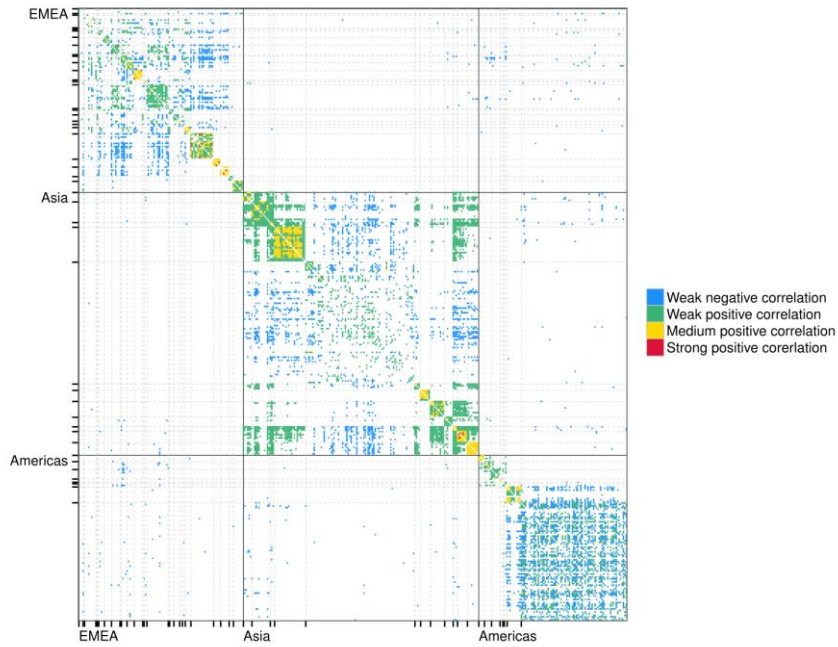 EMEA
Asia
Americas
Weak negative correlation
Weak positive correlation
Medium positive correlation
Strong positive corerlation
EMEA
Asia
Americas